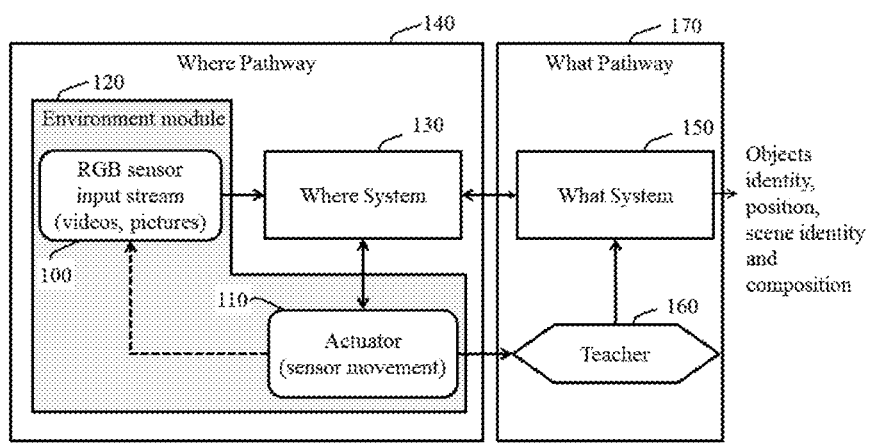 140
170
Where Pathway
What Pathway
120
Environment module
130
150
RGB sensor
input stream
(videos, pictures)
Where System
What System
Objects
identity,
position,
scene identity
and
composition
100
110
160
Actuator
(sensor movement)
Teacher